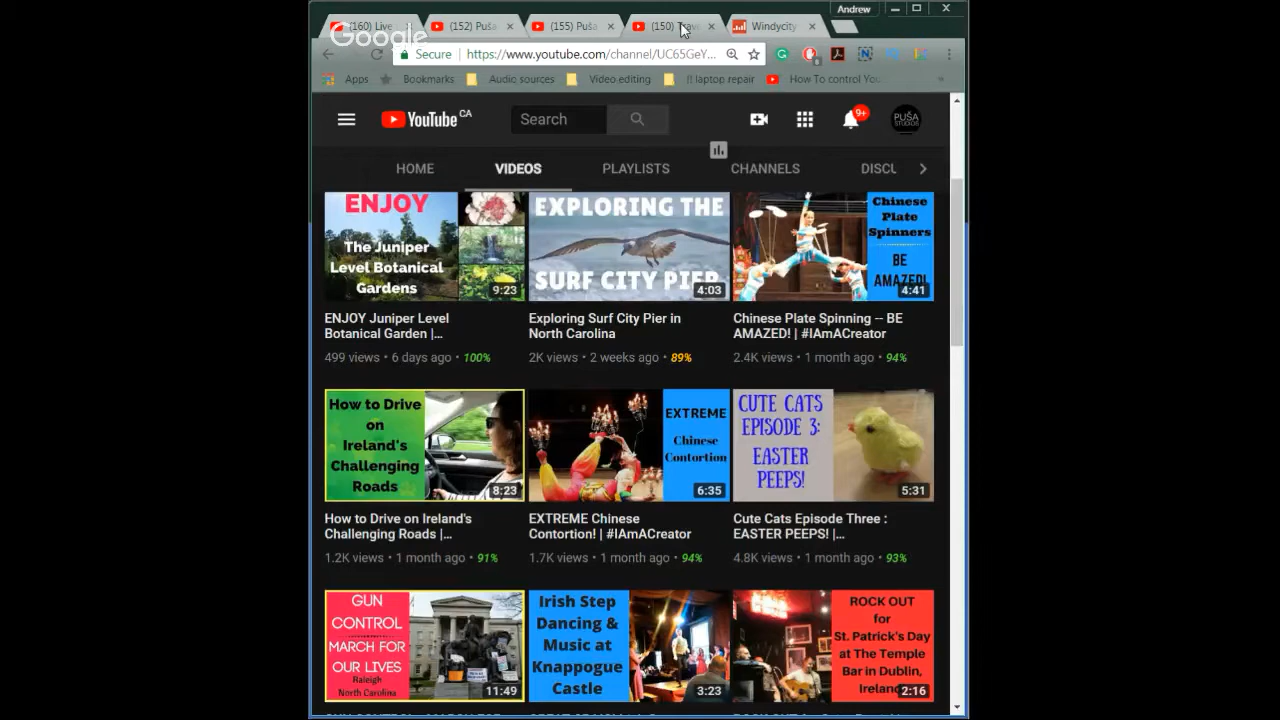 Andrew
(160) Live
(152) Puša
(155) Puša
(150) Trave
Windycity
Google
Secure
https://www.youtube.com/channel/UC65GeY...
Apps
Bookmarks
Audio sources
Video editing
fl laptop repair
How To control You
YouTube CA
Search
9+
PUŠA
STUDIOS
HOME
VIDEOS
PLAYLISTS
CHANNELS
DISCU
ENJOY
The Juniper
Level Botanical
Gardens
9:23
EXPLORING THE
SURF CITY PIER
4:03
Chinese
Plate
Spinners
BE
AMAZED!
4:41
ENJOY Juniper Level
Botanical Garden |...
499 views • 6 days ago • 100%
Exploring Surf City Pier in
North Carolina
2K views • 2 weeks ago • 89%
Chinese Plate Spinning -- BE
AMAZED! | #IAmACreator
2.4K views • 1 month ago • 94%
How to Drive
on
Ireland's
Challenging
Roads
8:23
EXTREME
Chinese
Contortion
6:35
CUTE CATS
EPISODE 3:
EASTER
PEEPS!
5:31
How to Drive on Ireland's
Challenging Roads |...
1.2K views • 1 month ago • 91%
EXTREME Chinese
Contortion! | #IAmACreator
1.7K views • 1 month ago • 94%
Cute Cats Episode Three :
EASTER PEEPS! |...
4.8K views • 1 month ago • 93%
GUN
CONTROL
MARCH FOR
OUR LIVES
Raleigh
North Carolina
11:49
Irish Step
Dancing &
Music at
Knappogue
Castle
3:23
ROCK OUT
for
St. Patrick's Day
at The Temple
Bar in Dublin,
Ireland
2:16